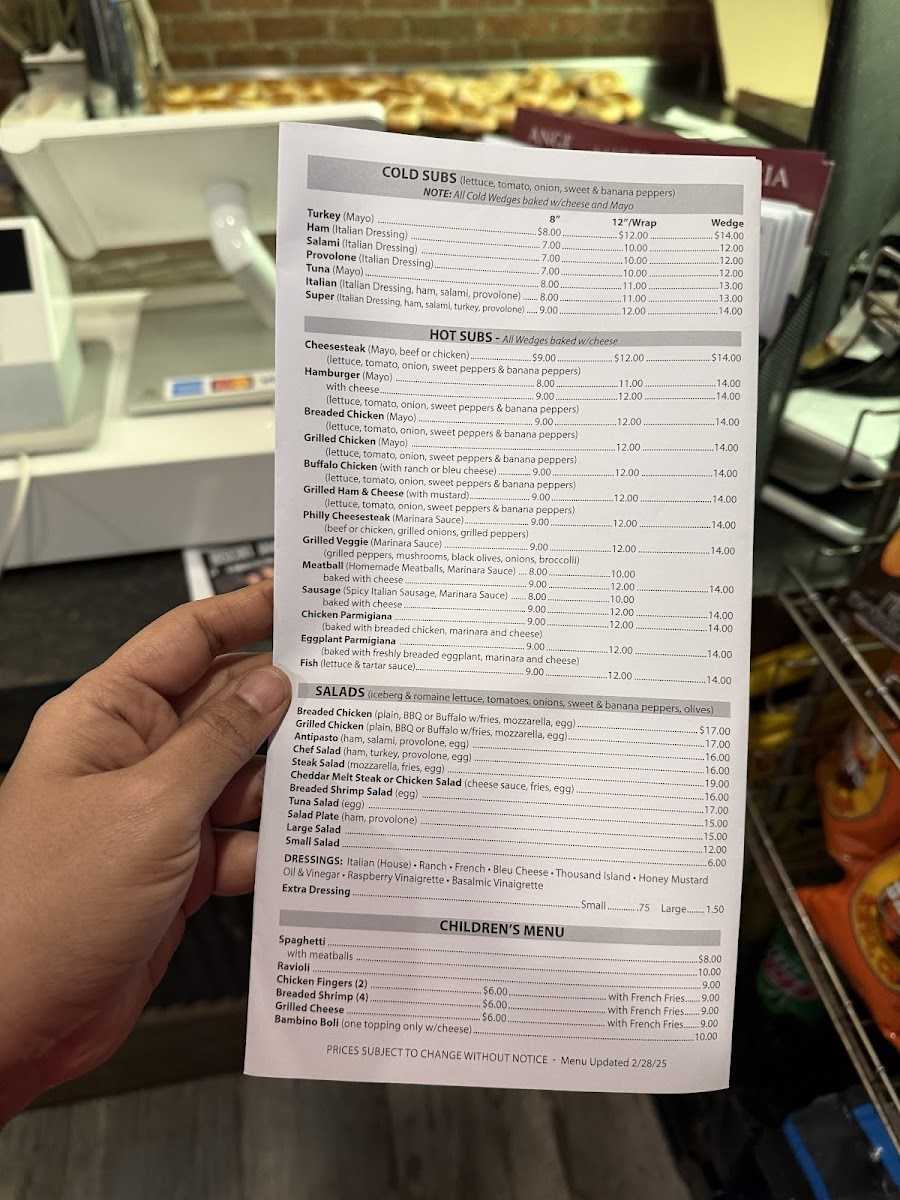 IA
COLD SUBS (lettuce, tomato, onion, sweet & banana peppers)
NOTE: All Cold Wedges baked w/cheese and Mayo
8" 12"/Wrap Wedge
Turkey (Mayo) $8.00 $12.00 $14.00
Ham (Italian Dressing) 7.00 10.00 12.00
Salami (Italian Dressing) 7.00 10.00 12.00
Provolone (Italian Dressing) 7.00 10.00 12.00
Tuna (Mayo) 8.00 11.00 13.00
Italian (Italian Dressing, ham, salami, provolone) 8.00 11.00 13.00
Super (Italian Dressing, ham, salami, turkey, provolone) 9.00 12.00 14.00
HOT SUBS - All Wedges baked w/cheese
Cheesesteak (Mayo, beef or chicken) $9.00 $12.00 $14.00
(lettuce, tomato, onion, sweet peppers & banana peppers)
Hamburger (Mayo) 8.00 11.00 14.00
with cheese 9.00 12.00 14.00
(lettuce, tomato, onion, sweet peppers & banana peppers)
Breaded Chicken (Mayo) 9.00 12.00 14.00
(lettuce, tomato, onion, sweet peppers & banana peppers)
Grilled Chicken (Mayo) 12.00 14.00
(lettuce, tomato, onion, sweet peppers & banana peppers)
Buffalo Chicken (with ranch or bleu cheese) 9.00 12.00 14.00
(lettuce, tomato, onion, sweet peppers & banana peppers)
Grilled Ham & Cheese (with mustard) 9.00 12.00 14.00
(lettuce, tomato, onion, sweet peppers & banana peppers)
Philly Cheesesteak (Marinara Sauce) 9.00 12.00 14.00
(beef or chicken, grilled onions, grilled peppers)
Grilled Veggie (Marinara Sauce) 9.00 12.00 14.00
(grilled peppers, mushrooms, black olives, onions, broccolli)
Meatball (Homemade Meatballs, Marinara Sauce) 8.00 10.00
baked with cheese 9.00 12.00 14.00
Sausage (Spicy Italian Sausage, Marinara Sauce) 8.00 10.00
baked with cheese 9.00 12.00 14.00
Chicken Parmigiana 9.00 12.00 14.00
(baked with breaded chicken, marinara and cheese)
Eggplant Parmigiana 9.00 12.00 14.00
(baked with freshly breaded eggplant, marinara and cheese)
Fish (lettuce & tartar sauce) 9.00 12.00 14.00
SALADS (iceberg & romaine lettuce, tomatoes, onions, sweet & banana peppers, olives)
Breaded Chicken (plain, BBQ or Buffalo w/fries, mozzarella, egg) $17.00
Grilled Chicken (plain, BBQ or Buffalo w/fries, mozzarella, egg) 17.00
Antipasto (ham, salami, provolone, egg) 16.00
Chef Salad (ham, turkey, provolone, egg) 16.00
Steak Salad (mozzarella, fries, egg) 19.00
Cheddar Melt Steak or Chicken Salad (cheese sauce, fries, egg) 16.00
Breaded Shrimp Salad (egg) 17.00
Tuna Salad (egg) 15.00
Salad Plate (ham, provolone) 15.00
Large Salad 12.00
Small Salad 6.00
DRESSINGS: Italian (House) • Ranch • French • Bleu Cheese • Thousand Island • Honey Mustard
Oil & Vinegar • Raspberry Vinaigrette • Basalmic Vinaigrette
Extra Dressing Small .75 Large 1.50
CHILDREN'S MENU
Spaghetti $8.00
with meatballs 10.00
Ravioli 9.00
Chicken Fingers (2) $6.00 with French Fries 9.00
Breaded Shrimp (4) $6.00 with French Fries 9.00
Grilled Cheese $6.00 with French Fries 9.00
Bambino Boli (one topping only w/cheese) 10.00
PRICES SUBJECT TO CHANGE WITHOUT NOTICE - Menu Updated 2/28/25